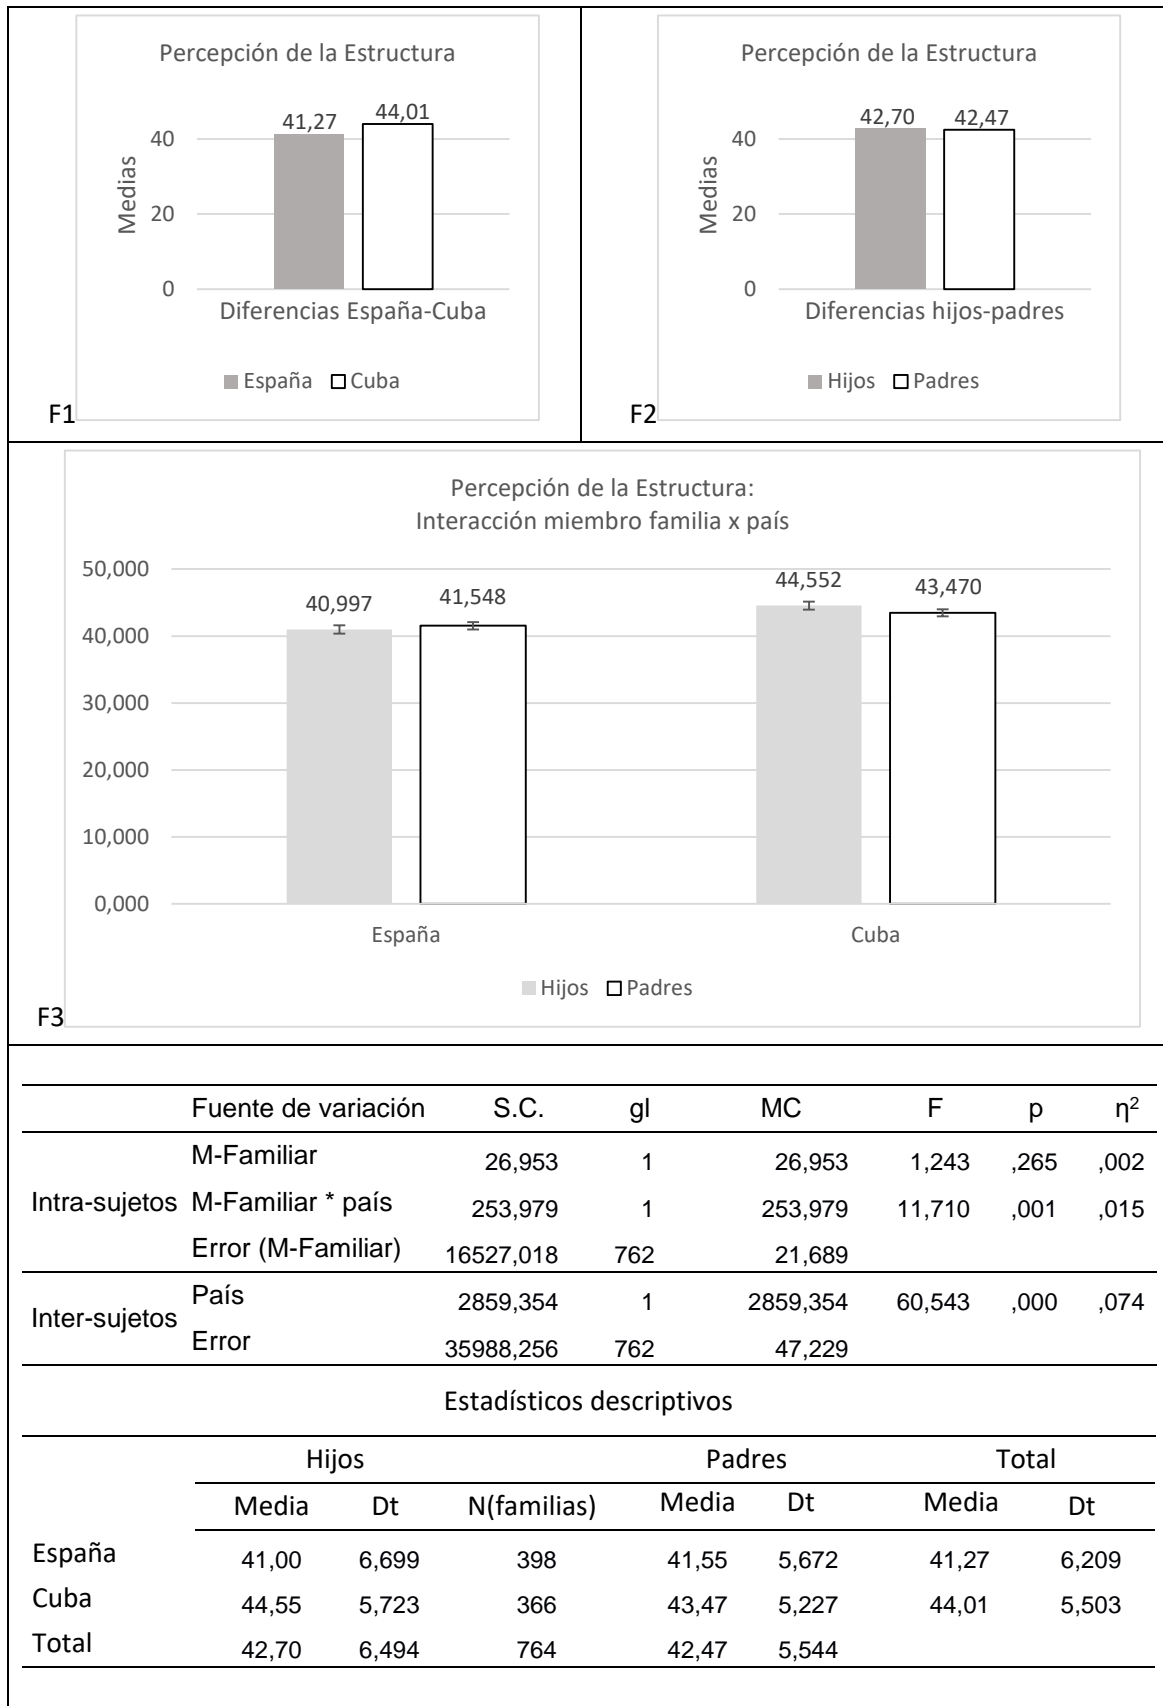 Percepción de la Estructura
41,27
44,01
40
20
0
Medias
Diferencias España-Cuba
España Cuba
F1
Percepción de la Estructura
42,70
42,47
40
20
0
Medias
Diferencias hijos-padres
Hijos Padres
F2
Percepción de la Estructura:
Interacción miembro familia x país
50,000
40,000
30,000
20,000
10,000
0,000
40,997
41,548
44,552
43,470
España Cuba
Hijos Padres
F3
Fuente de variación S.C. gl MC F p η²
Intra-sujetos
M-Familiar 26,953 1 26,953 1,243 ,265 ,002
M-Familiar * país 253,979 1 253,979 11,710 ,001 ,015
Error (M-Familiar) 16527,018 762 21,689
Inter-sujetos
País 2859,354 1 2859,354 60,543 ,000 ,074
Error 35988,256 762 47,229
Estadísticos descriptivos
Hijos Padres Total
Media Dt N(familias) Media Dt Media Dt
España 41,00 6,699 398 41,55 5,672 41,27 6,209
Cuba 44,55 5,723 366 43,47 5,227 44,01 5,503
Total 42,70 6,494 764 42,47 5,544